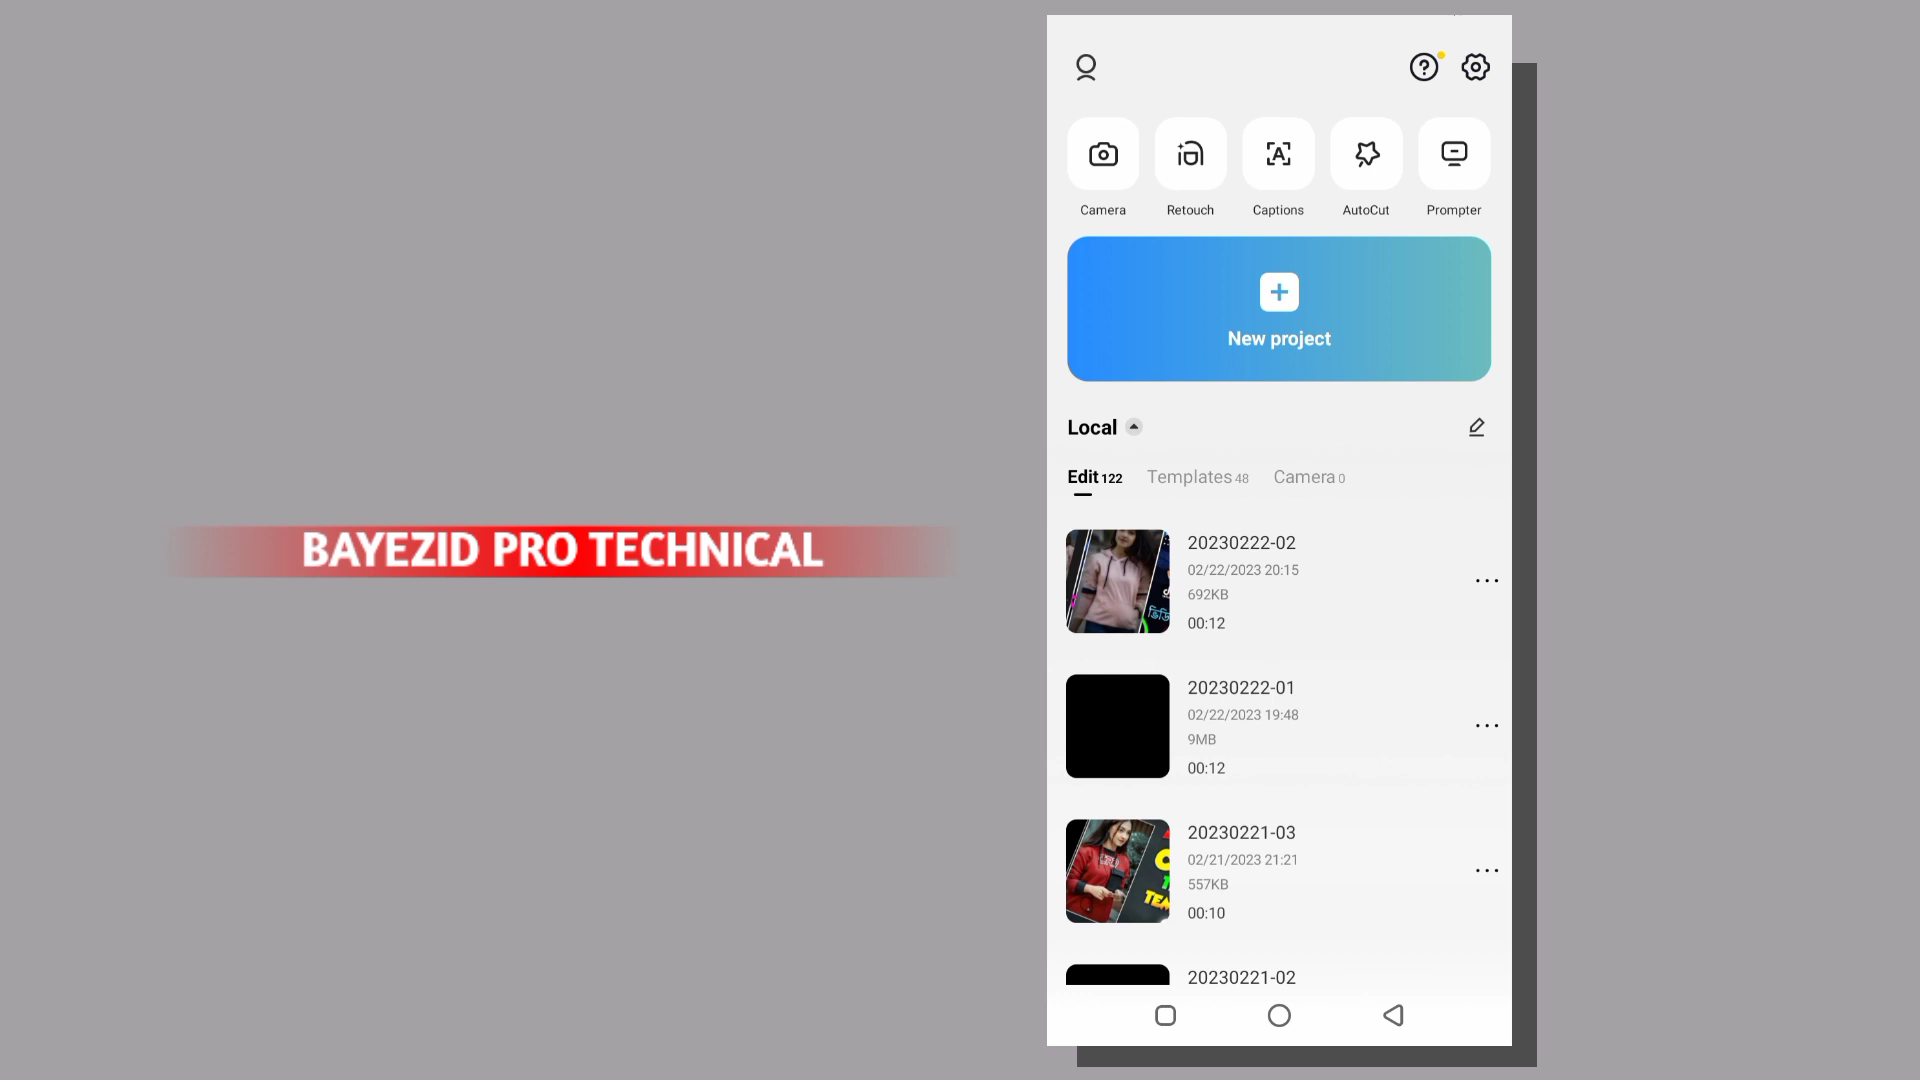 BAYEZID PRO TECHNICAL
Camera
Retouch
Captions
AutoCut
Prompter
New project
Local
Edit 122
Templates 48
Camera 0
20230222-02
02/22/2023 20:15
692KB
00:12
20230222-01
02/22/2023 19:48
9MB
00:12
20230221-03
02/21/2023 21:21
557KB
00:10
20230221-02